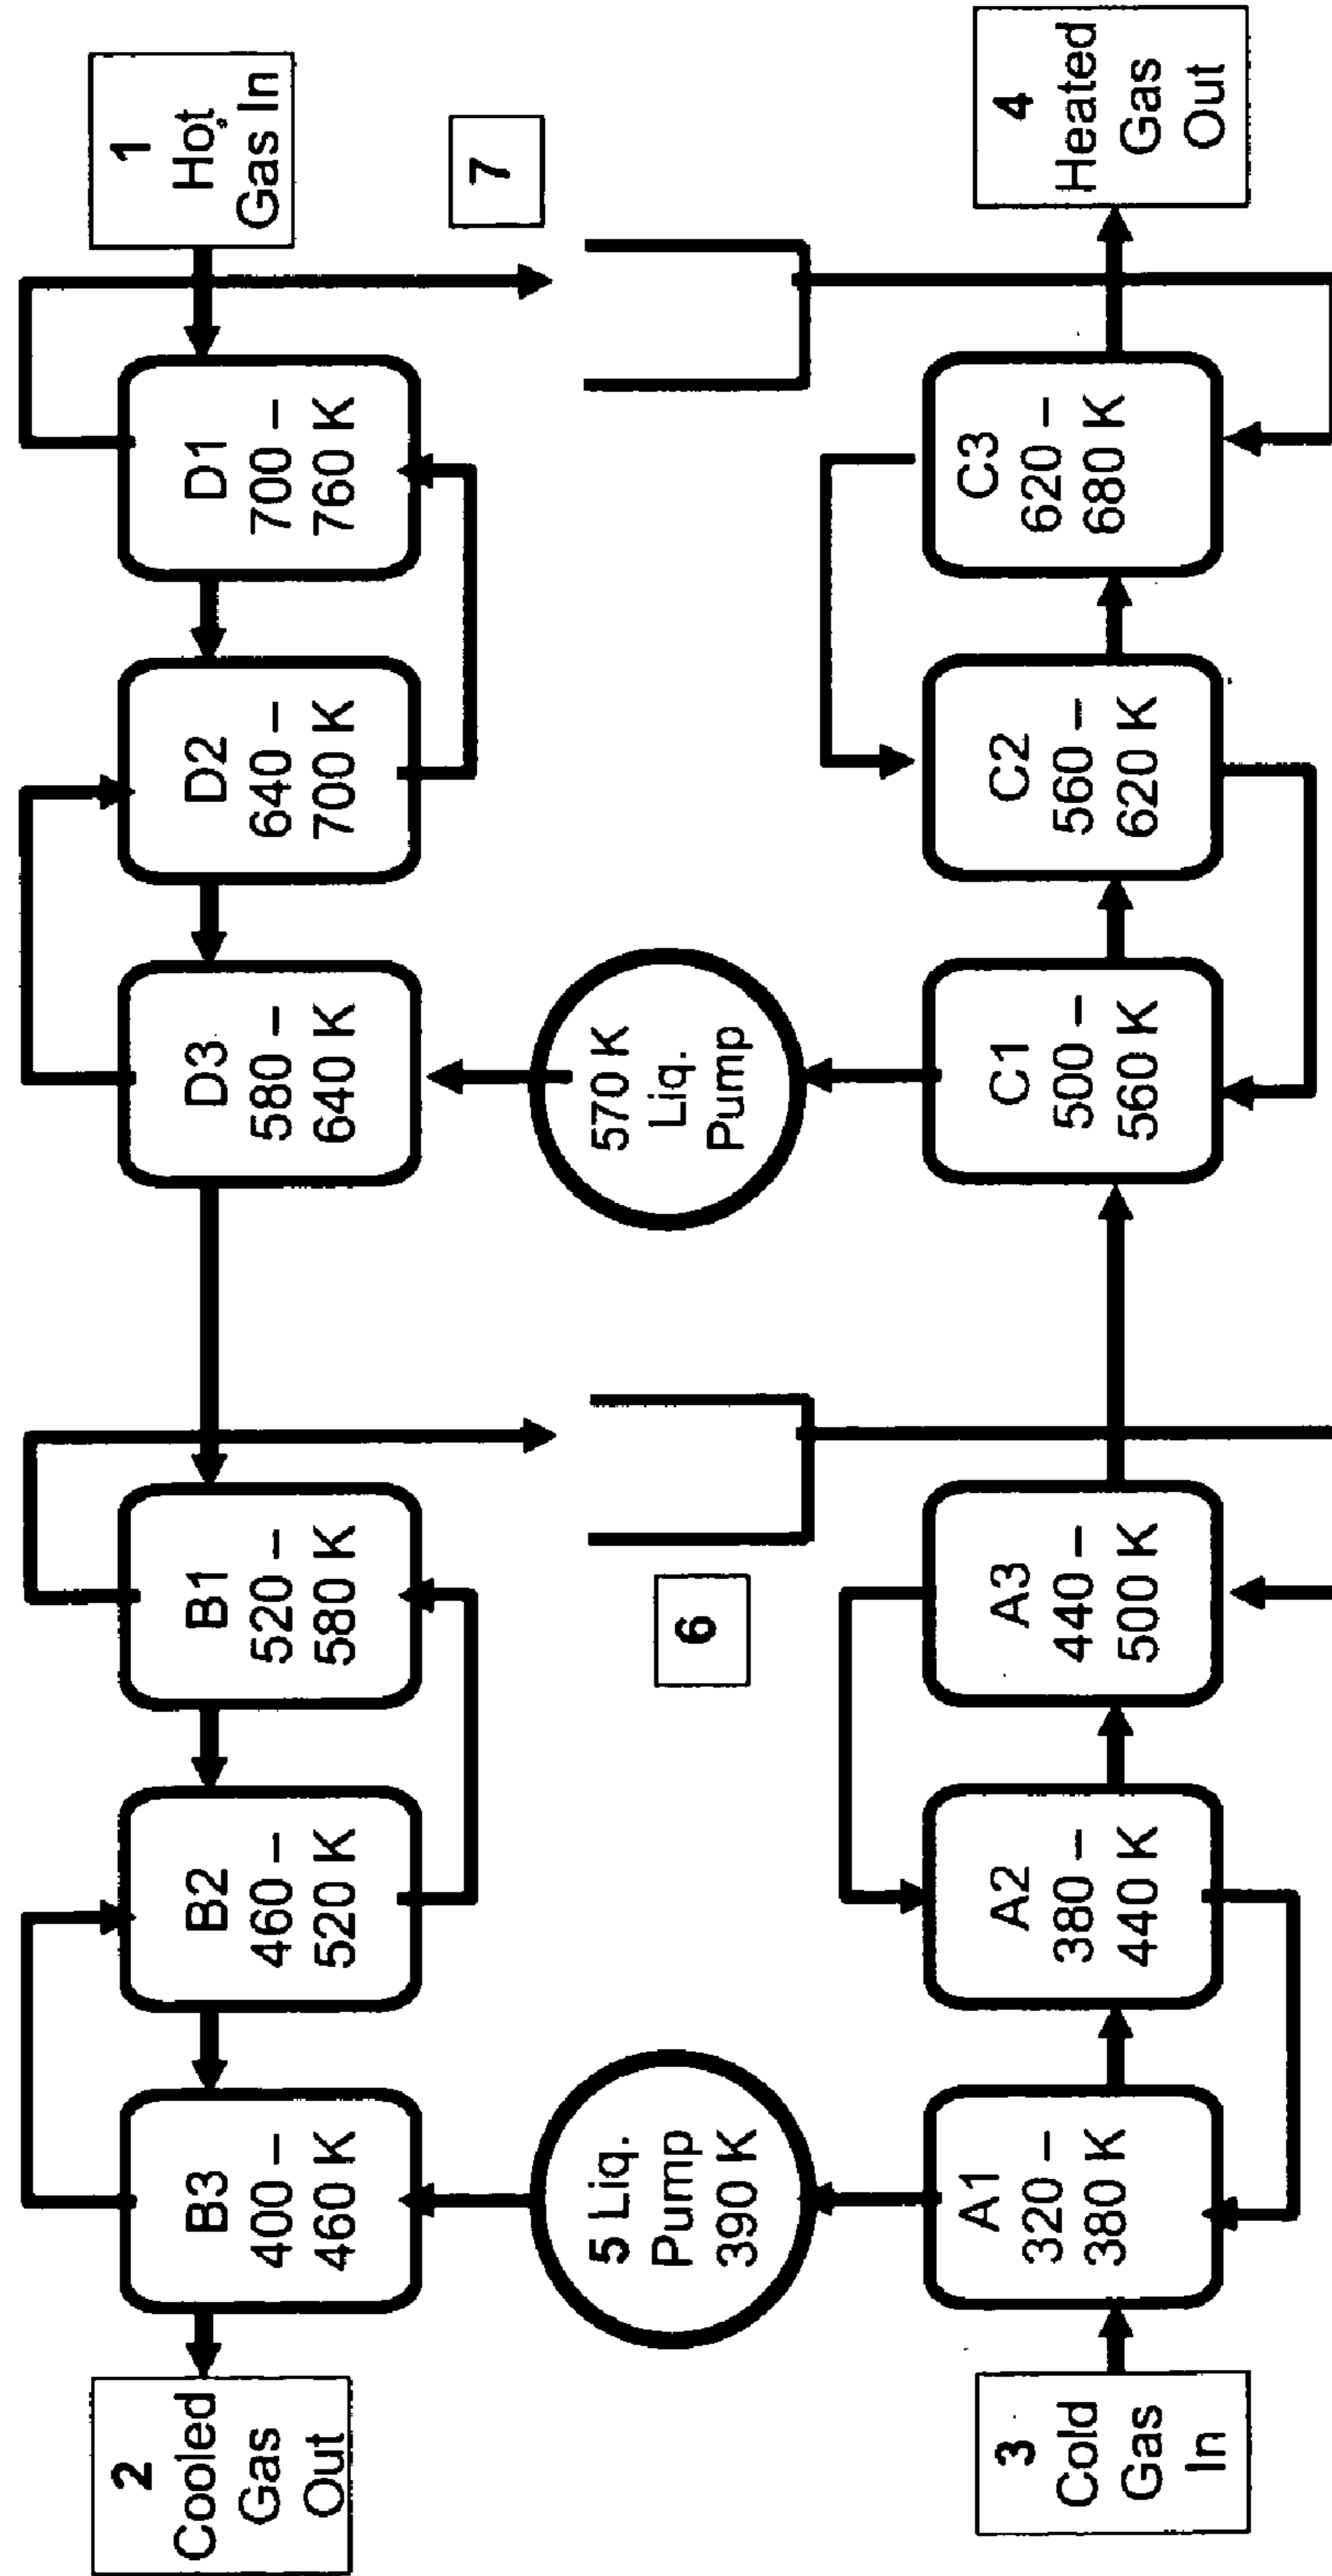 2
Cooled
Gas
Out
B3
400 –
460 K
B2
460 –
520 K
B1
520 –
580 K
D3
580 –
640 K
D2
640 –
700 K
D1
700 –
760 K
1
Hot
Gas In
5 Liq.
Pump
390 K
6
570 K
Liq.
Pump
7
3
Cold
Gas
In
A1
320 –
380 K
A2
380 –
440 K
A3
440 –
500 K
C1
500 –
560 K
C2
560 –
620 K
C3
620 –
680 K
4
Heated
Gas
Out